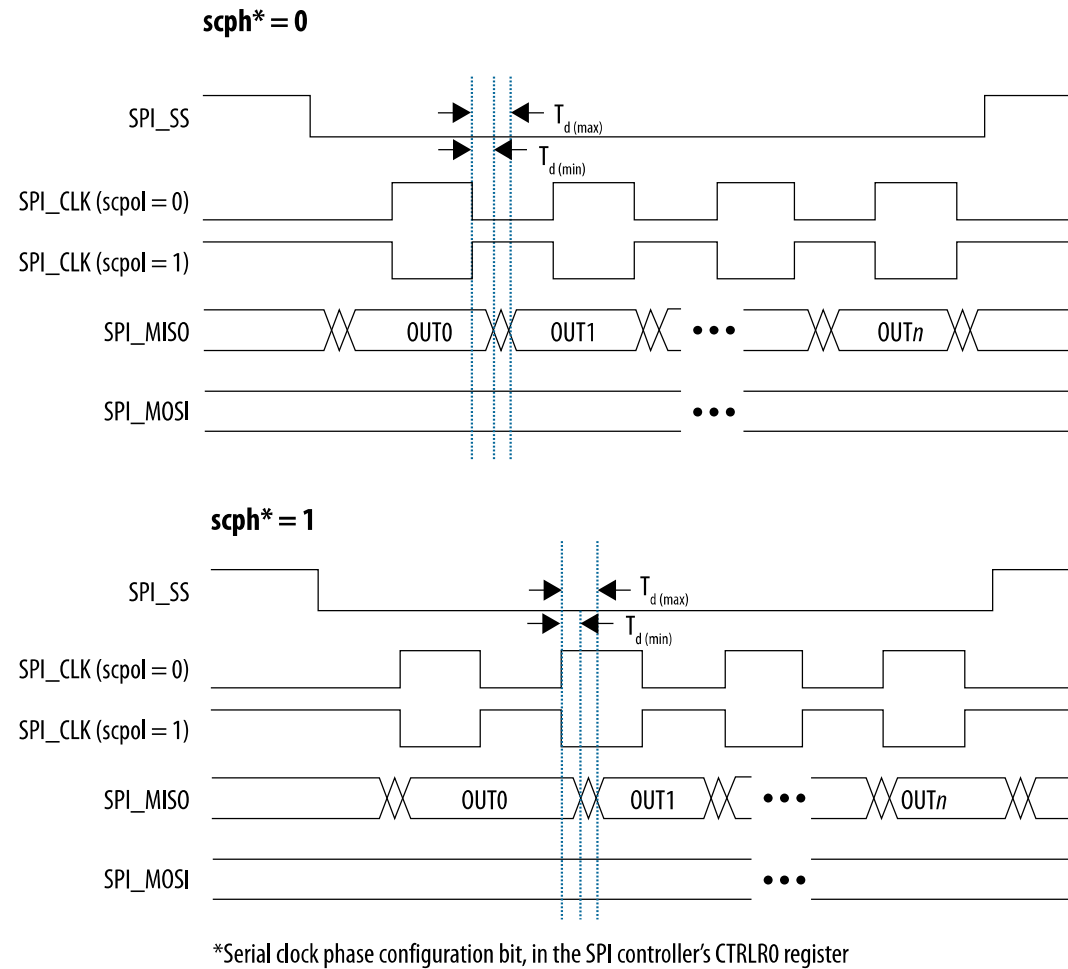 scph* = 0
SPI_SS
T d (max)
T d (min)
SPI_CLK (scpol = 0)
SPI_CLK (scpol = 1)
SPI_MISO OUT0 OUT1 ••• OUTn
SPI_MOSI •••
scph* = 1
SPI_SS
T d (max)
T d (min)
SPI_CLK (scpol = 0)
SPI_CLK (scpol = 1)
SPI_MISO OUT0 OUT1 ••• OUTn
SPI_MOSI •••
*Serial clock phase configuration bit, in the SPI controller's CTRLR0 register